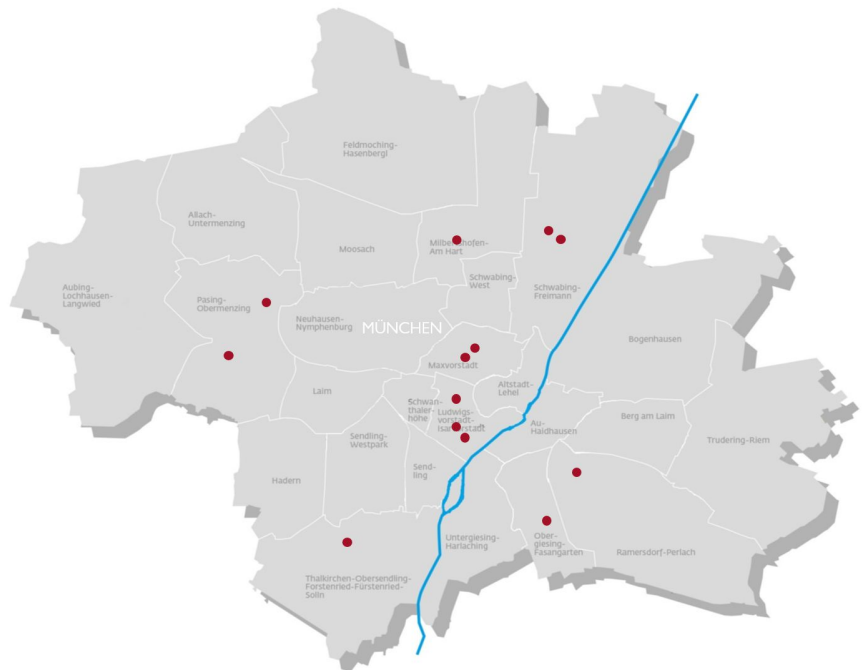 Feldmoching-
Hasenbergl
Allach-
Untermenzing
Moosach
Milbertshofen-
Am Hart
Schwabing-
West
Schwabing-
Freimann
Aubing-
Lochhausen-
Langwied
Pasing-
Obermenzing
Neuhausen-
Nymphenburg
MÜNCHEN
Bogenhausen
Maxvorstadt
Altstadt-
Lehel
Laim
Schwan-
thaler-
höhe
Ludwigs-
vorstadt-
Isarvorstadt
Au-
Haidhausen
Berg am Laim
Trudering-Riem
Sendling-
Westpark
Send-
ling
Hadern
Untergiesing-
Harlaching
Ober-
giesing-
Fasangarten
Ramersdorf-Perlach
Thalkirchen-Obersendling-
Forstenried-Fürstenried-
Solln